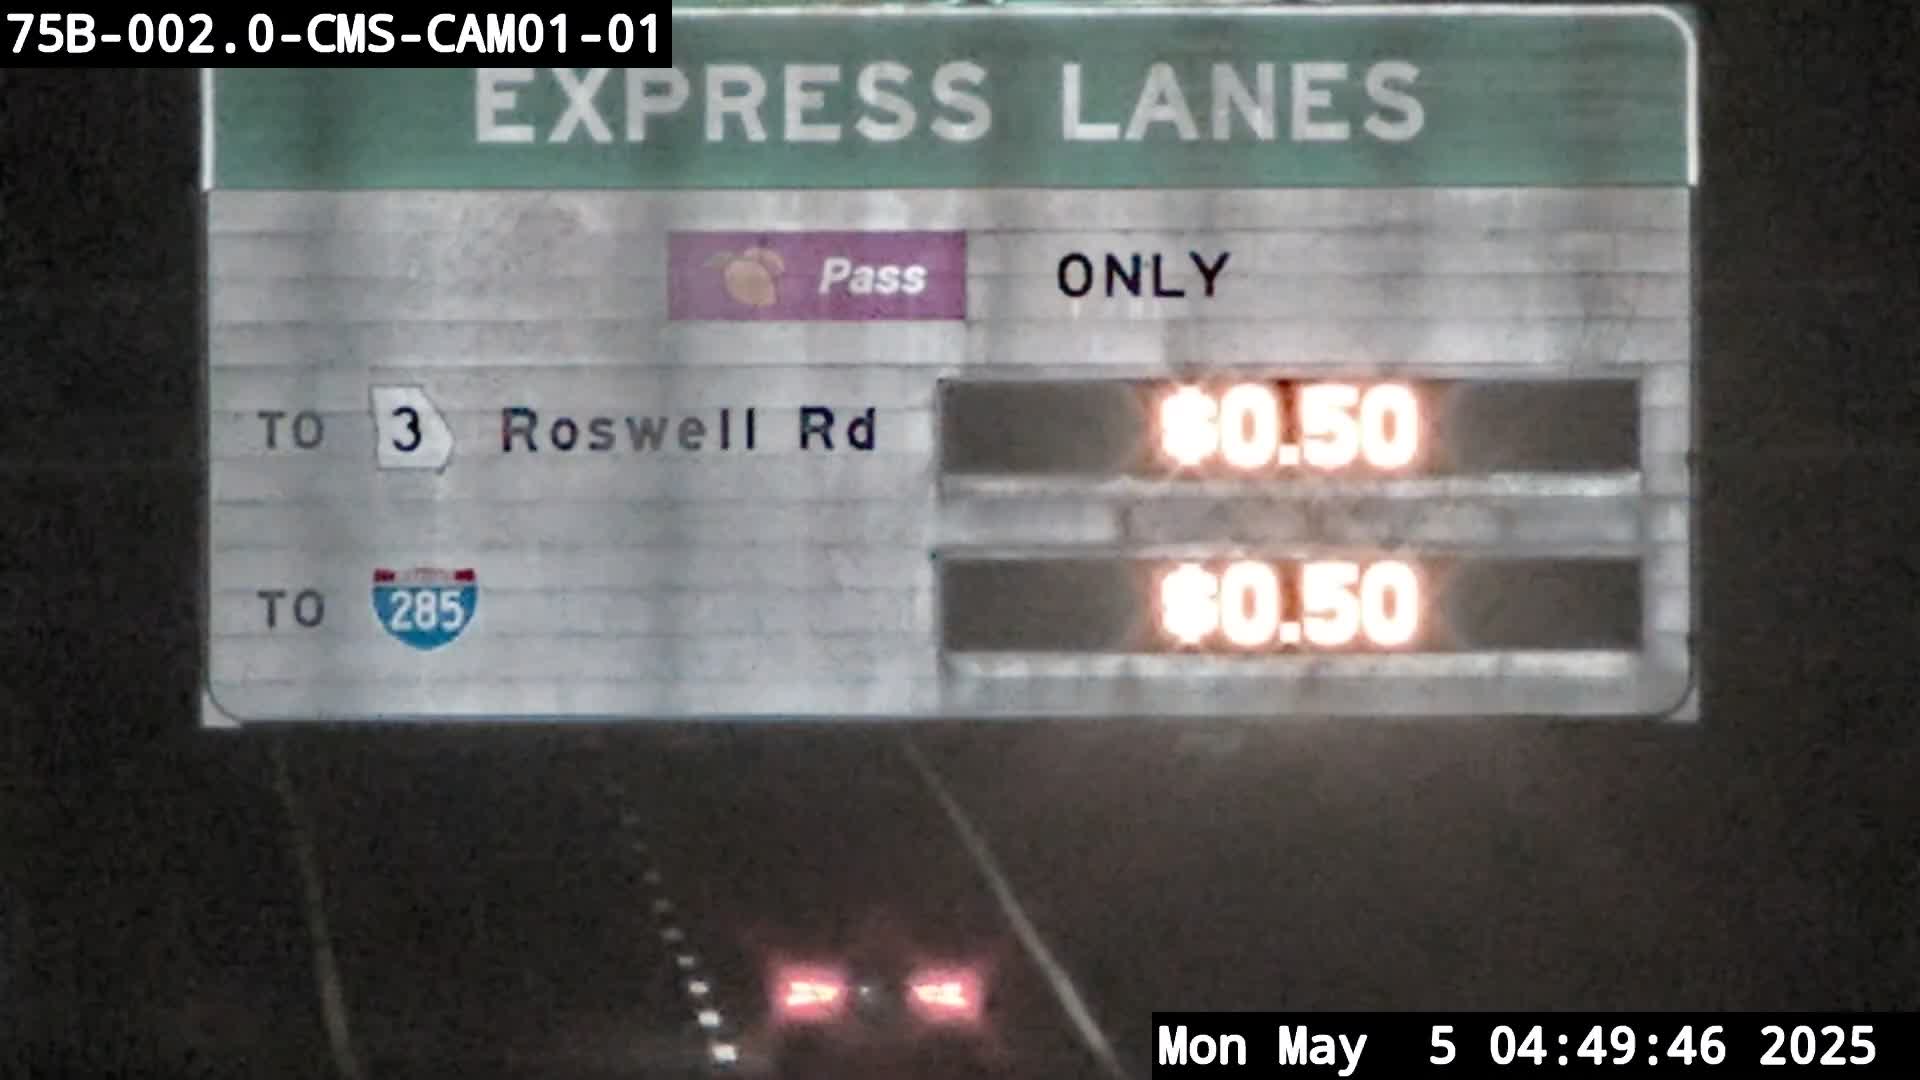 75B-002.0-CMS-CAM01-01
EXPRESS LANES
Pass ONLY
TO 3 Roswell Rd $0.50
TO 285 $0.50
Mon May 5 04:49:46 2025